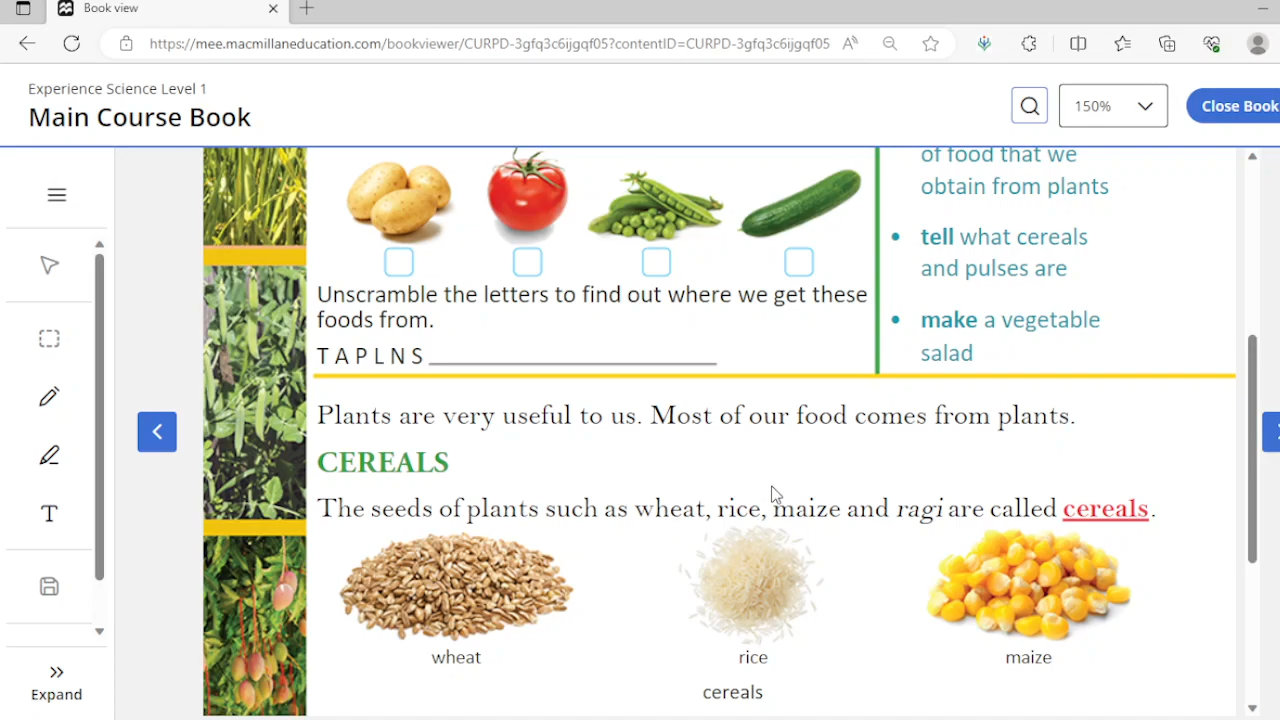 Book view
https://mee.macmillaneducation.com/bookviewer/CURPD-3gfq3c6ijgqf05?contentID=CURPD-3gfq3c6ijgqf05
Experience Science Level 1
Main Course Book
150%
Close Book
of food that we
obtain from plants
• tell what cereals
and pulses are
• make a vegetable
salad
Unscramble the letters to find out where we get these
foods from.
T A P L N S
Plants are very useful to us. Most of our food comes from plants.
CEREALS
The seeds of plants such as wheat, rice, maize and ragi are called cereals.
wheat
rice
maize
cereals
T
Expand